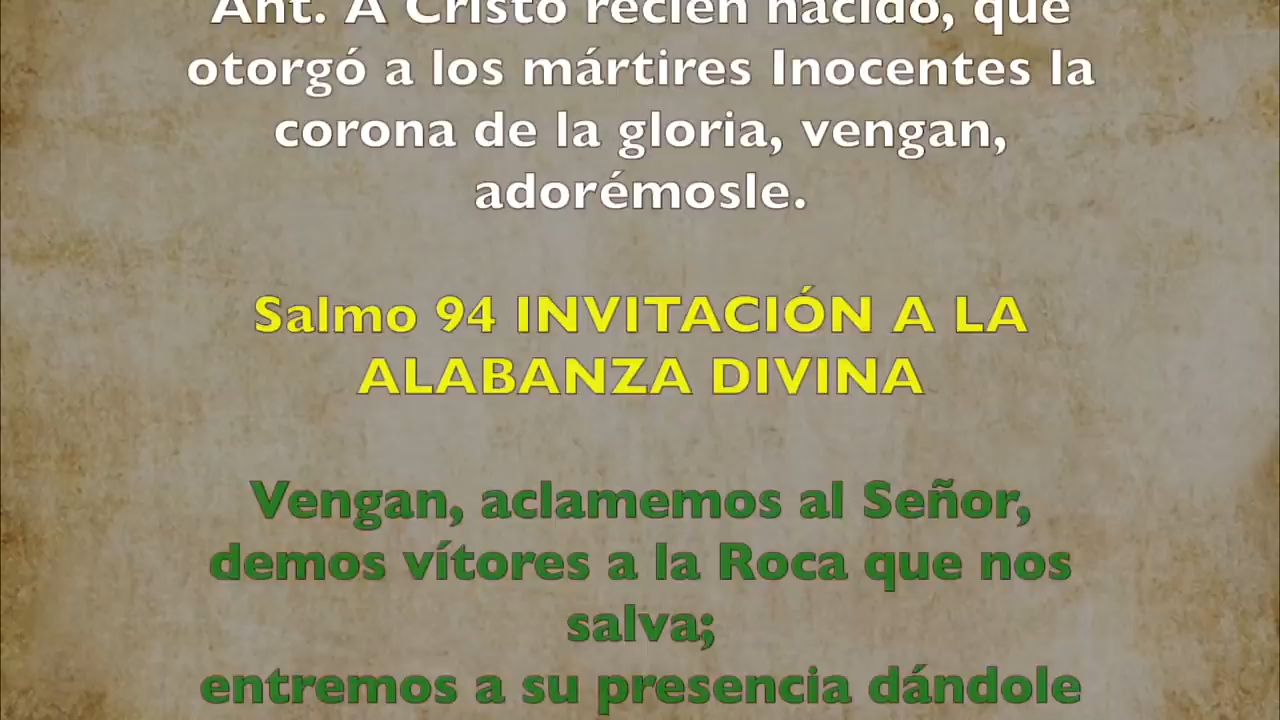 Ant. A Cristo recién nacido, que
otorgó a los mártires Inocentes la
corona de la gloria, vengan,
adorémosle.
Salmo 94 INVITACIÓN A LA
ALABANZA DIVINA
Vengan, aclamemos al Señor,
demos vítores a la Roca que nos
salva;
entremos a su presencia dándole